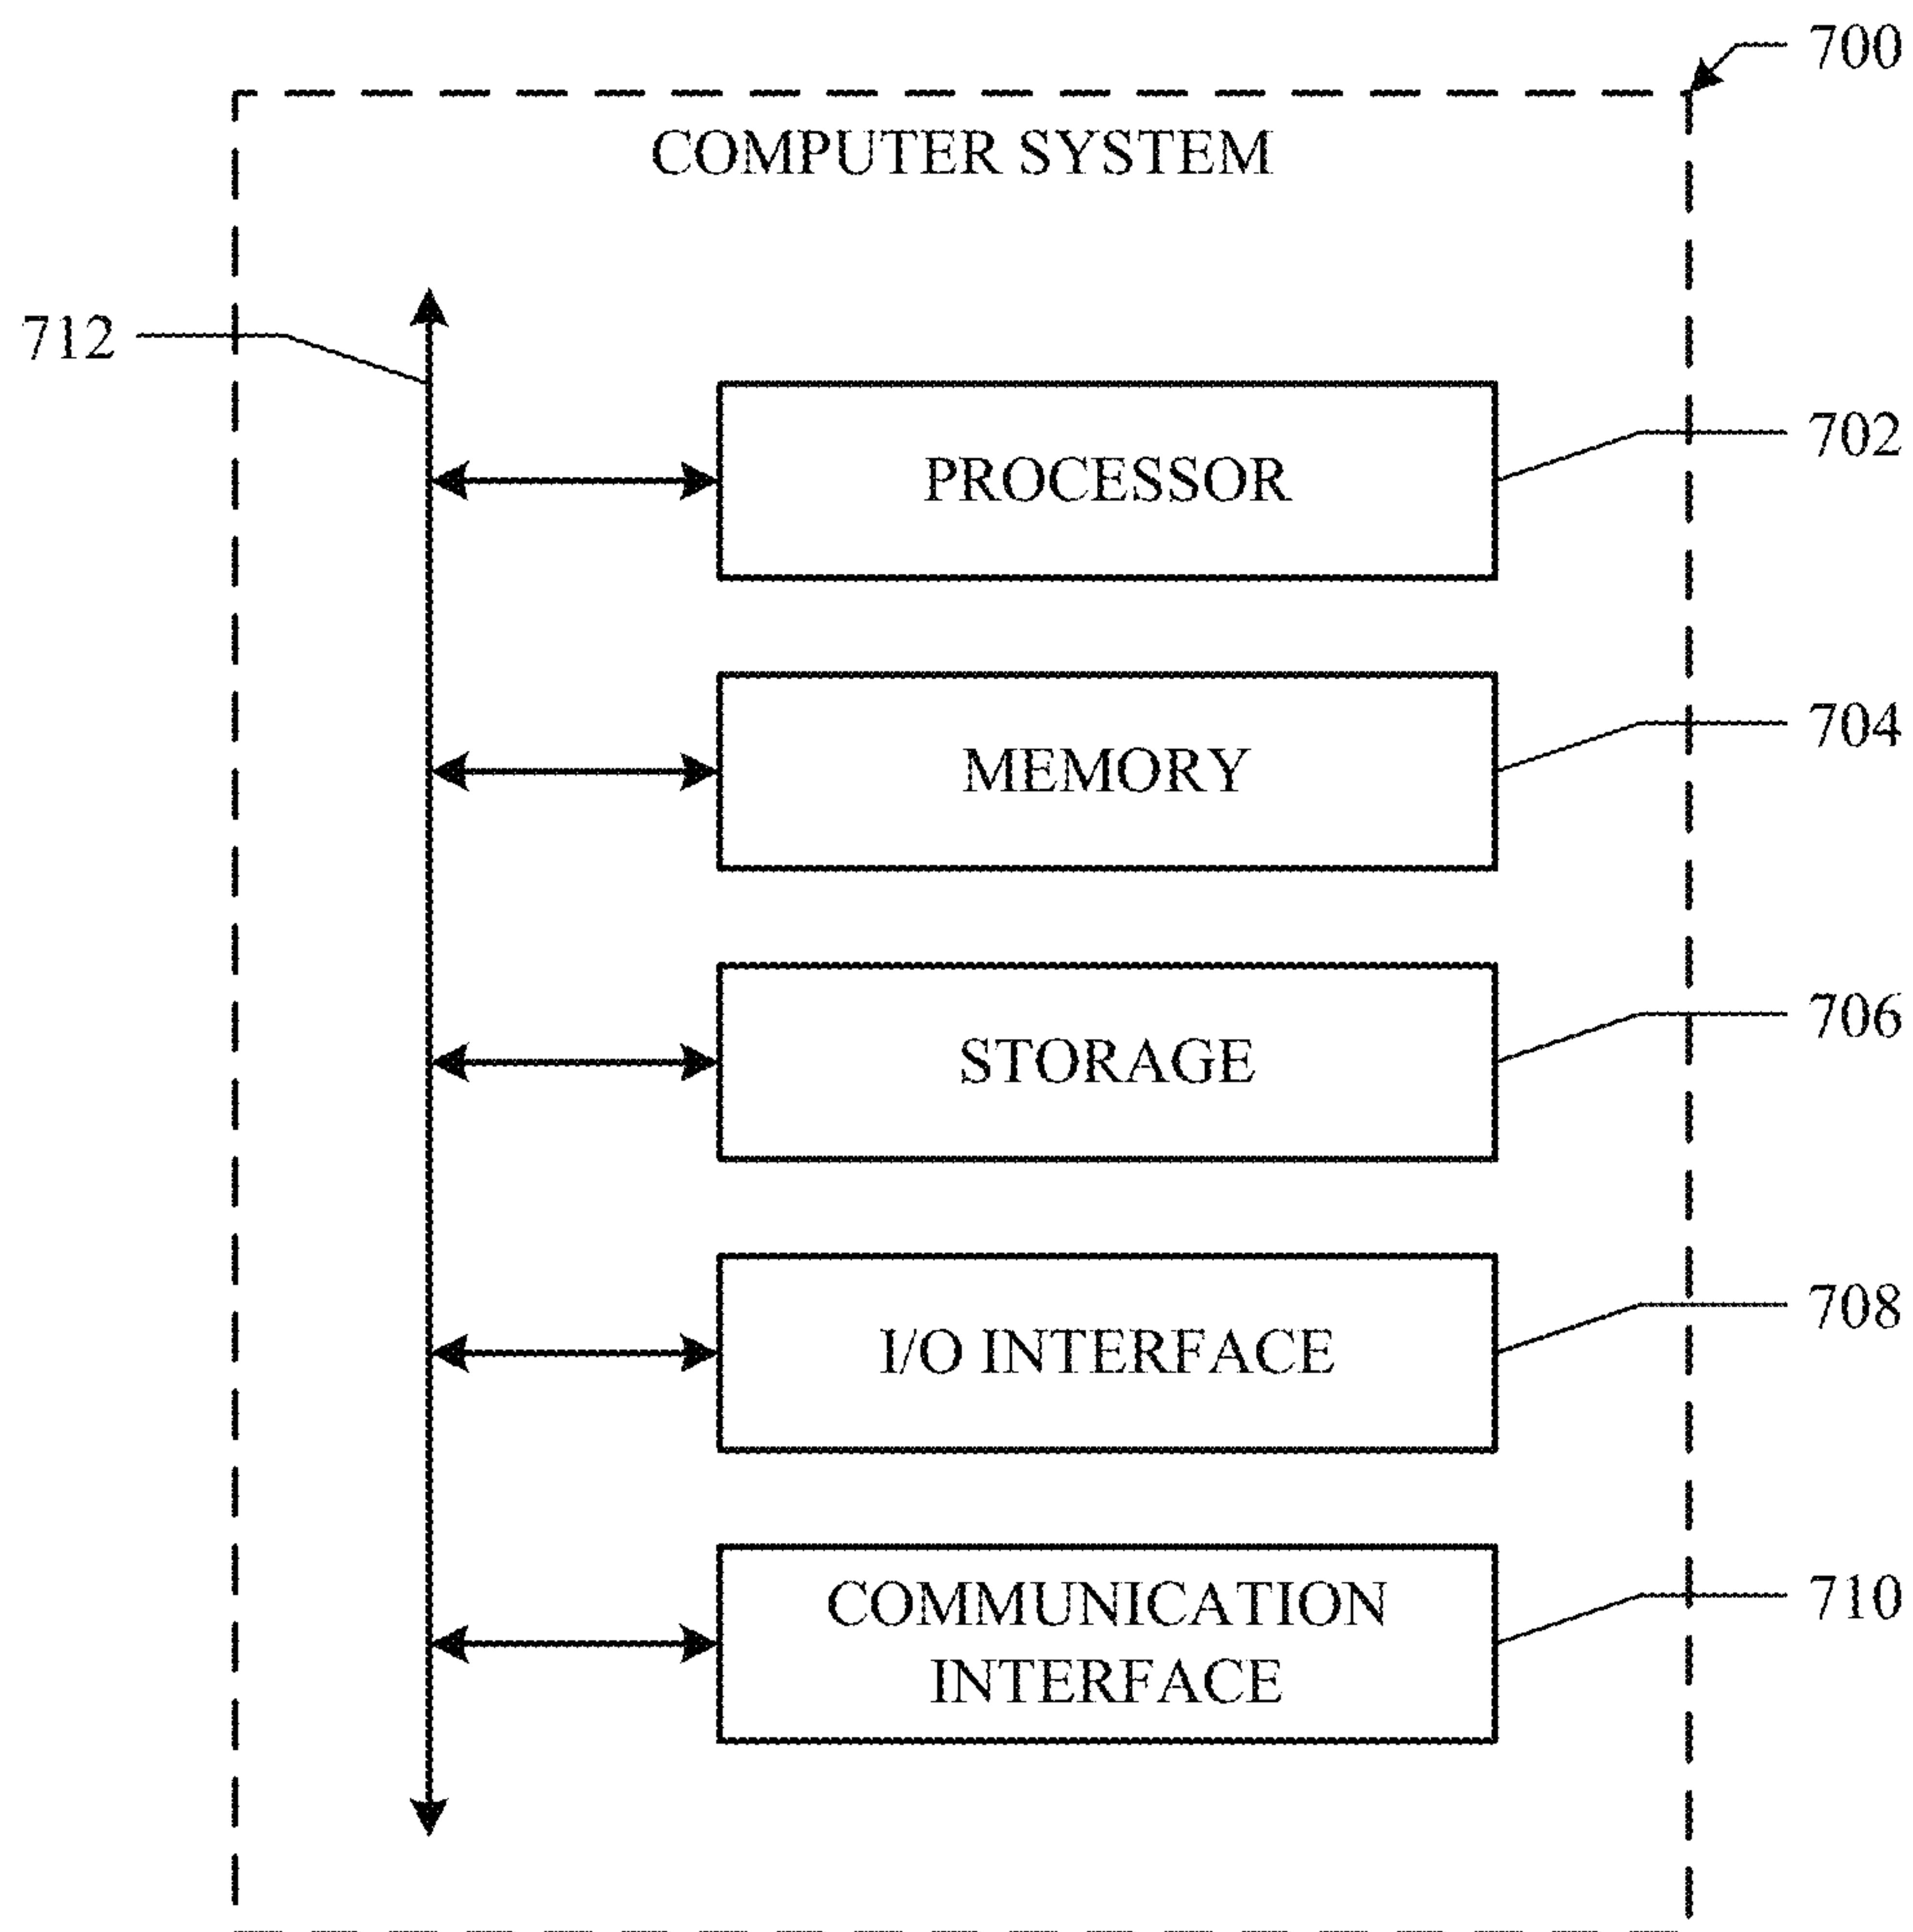 700
COMPUTER SYSTEM
712
PROCESSOR
702
MEMORY
704
STORAGE
706
I/O INTERFACE
708
COMMUNICATION
INTERFACE
710